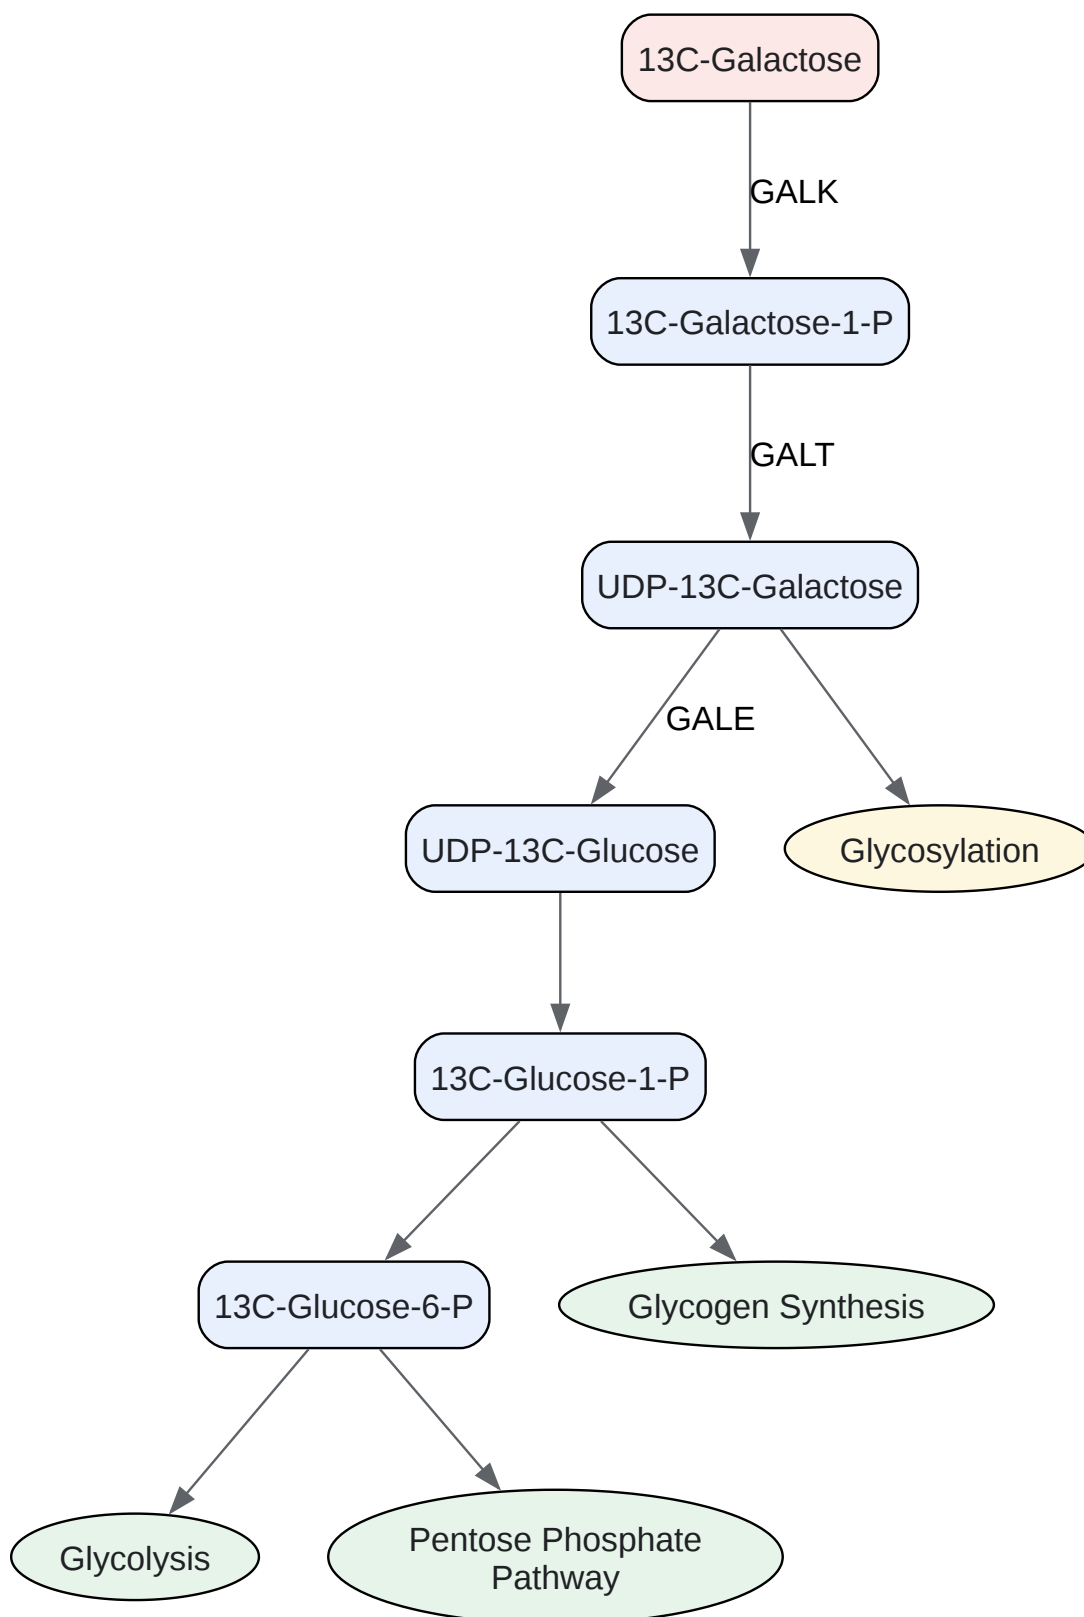 13C-Galactose
GALK
13C-Galactose-1-P
GALT
UDP-13C-Galactose
GALE
UDP-13C-Glucose
Glycosylation
13C-Glucose-1-P
13C-Glucose-6-P
Glycogen Synthesis
Glycolysis
Pentose Phosphate
Pathway